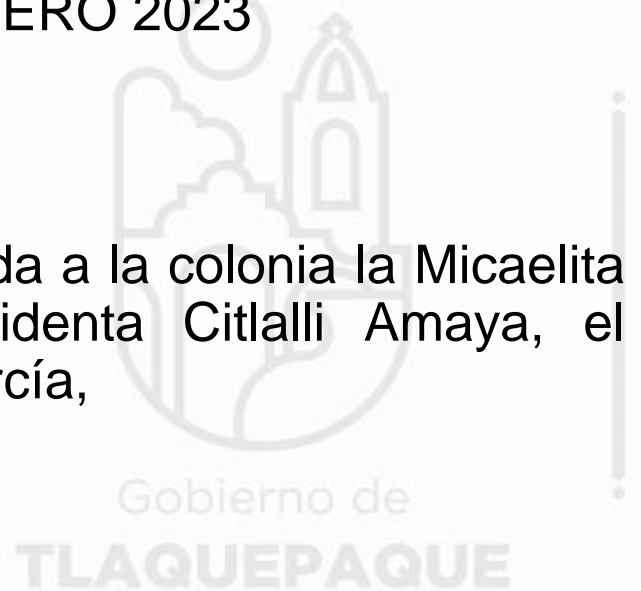 ERO 2023
da a la colonia la Micaelita
identa Citlalli Amaya, el
rcía,
Gobierno de
TLAQUEPAQUE